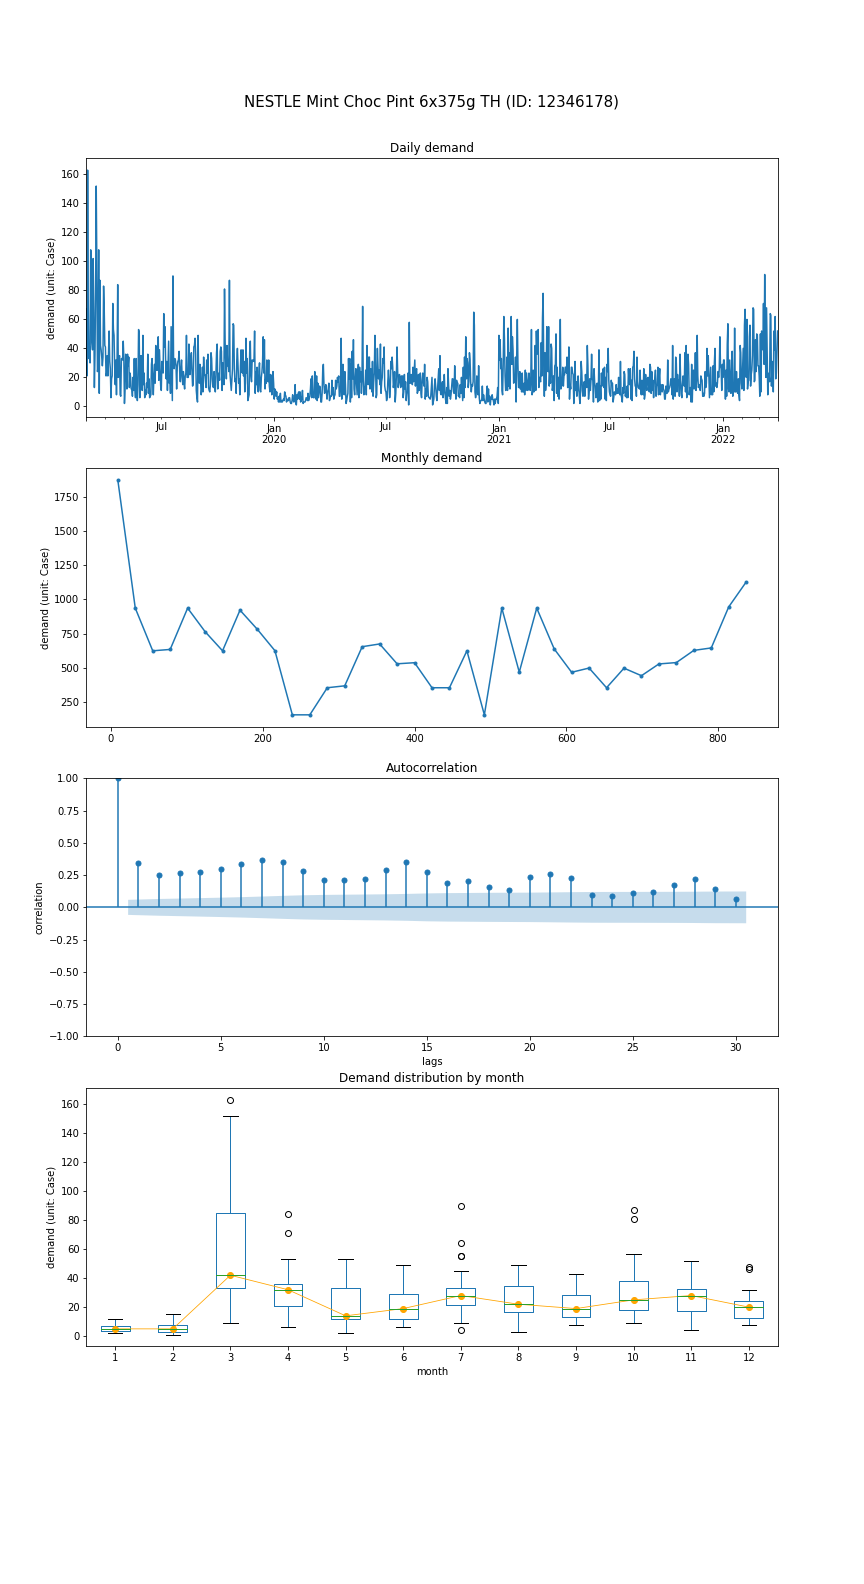 NESTLE Mint Choc Pint 6x375g TH (ID: 12346178)
Daily demand
demand (unit: Case)
160
140
120
100
80
60
40
20
0
Jul Jan Jul Jan Jul Jan
2020 2021 2022
Monthly demand
demand (unit: Case)
1750
1500
1250
1000
750
500
250
0 200 400 600 800
Autocorrelation
correlation
1.00
0.75
0.50
0.25
0.00
−0.25
−0.50
−0.75
−1.00
0 5 10 15 20 25 30
lags
Demand distribution by month
demand (unit: Case)
160
140
120
100
80
60
40
20
0
1 2 3 4 5 6 7 8 9 10 11 12
month